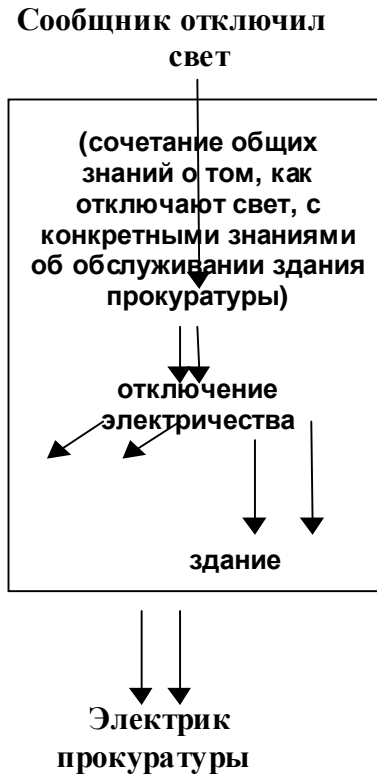 Сообщник отключил
свет
(сочетание общих
знаний о том, как
отключают свет, с
конкретными знаниями
об обслуживании здания
прокуратуры)
отключение
электричества
здание
Электрик
прокуратуры